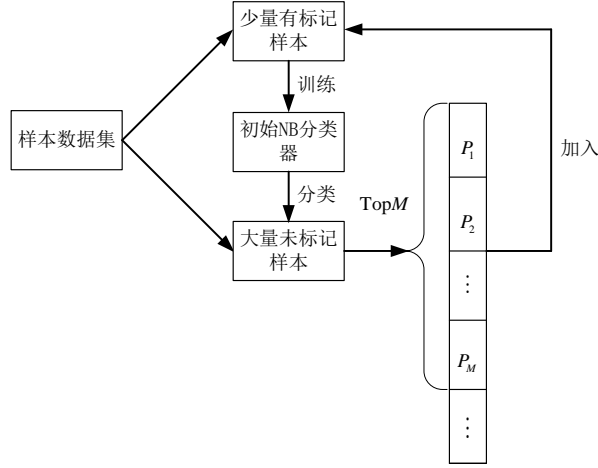 少量有标记
样本
训练
样本数据集
初始NB分类
器
分类
大量未标记
样本
TopM
P1
P2
⋮
PM
⋮
加入